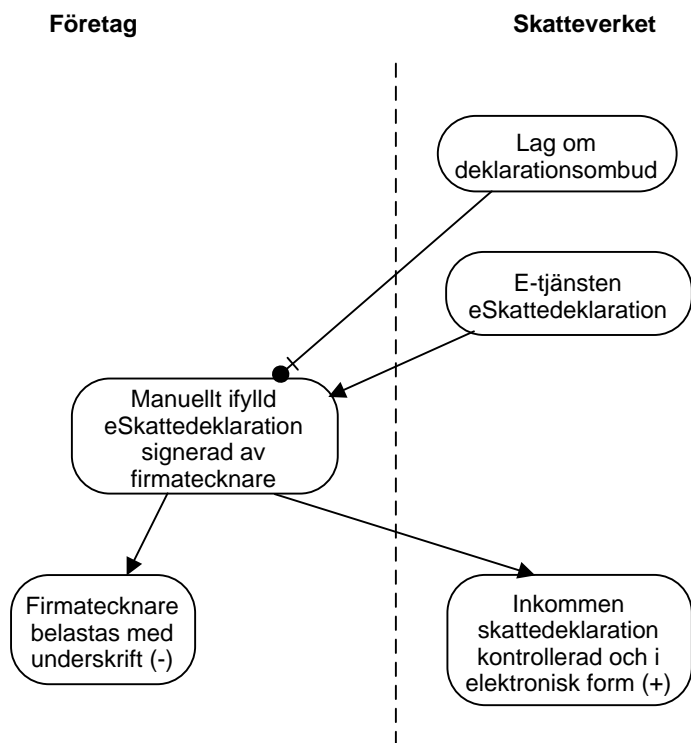 Företag
Skatteverket
Lag om
deklarationsombud
E-tjänsten
eSkattedeklaration
Manuellt ifylld
eSkattedeklaration
signerad av
firmatecknare
Firmatecknare
belastas med
underskrift (-)
Inkommen
skattedeklaration
kontrollerad och i
elektronisk form (+)